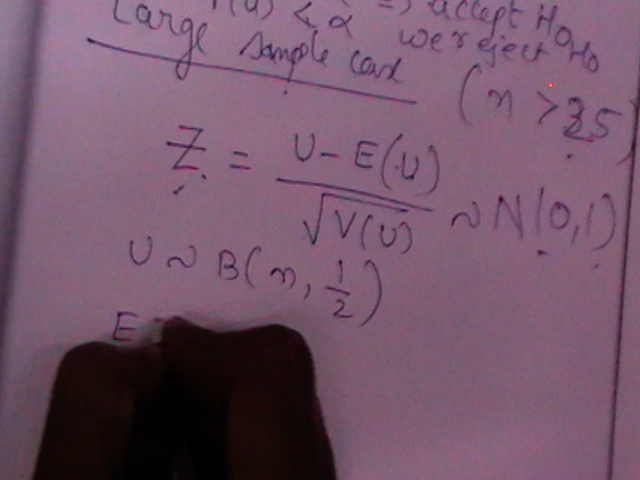 P(U) < α ⇒ accept H0
we reject H0
Large Sample case (n > 25)
Z = U - E(U) / √V(U) ~ N(0,1)
U ~ B(n, 1/2)
E